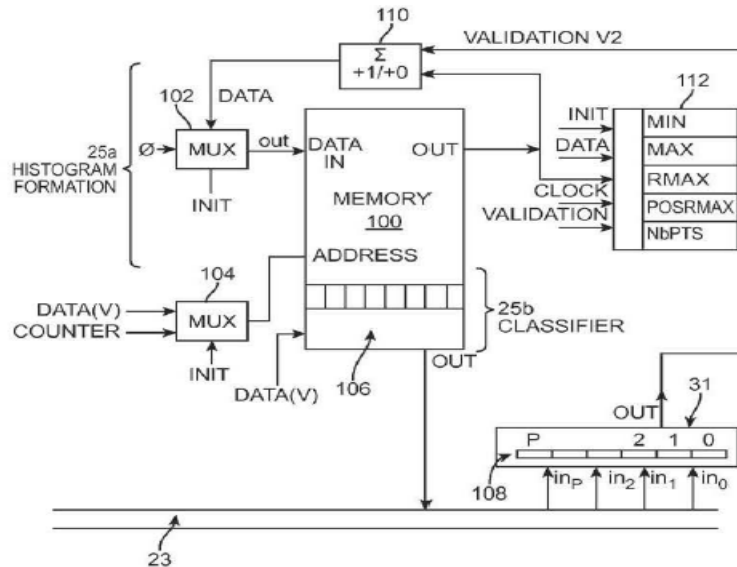 110
VALIDATION V2
Σ
+1/+0
DATA
102
112
INIT
MIN
25a
HISTOGRAM
FORMATION
Ø
MUX
out
DATA
IN
OUT
DATA
MAX
RMAX
INIT
MEMORY
100
CLOCK
POSRMAX
VALIDATION
NbPTS
ADDRESS
104
DATA(V)
COUNTER
MUX
25b
CLASSIFIER
INIT
DATA(V)
106
OUT
OUT
31
P 2 1 0
108
inP in2 in1 in0
23